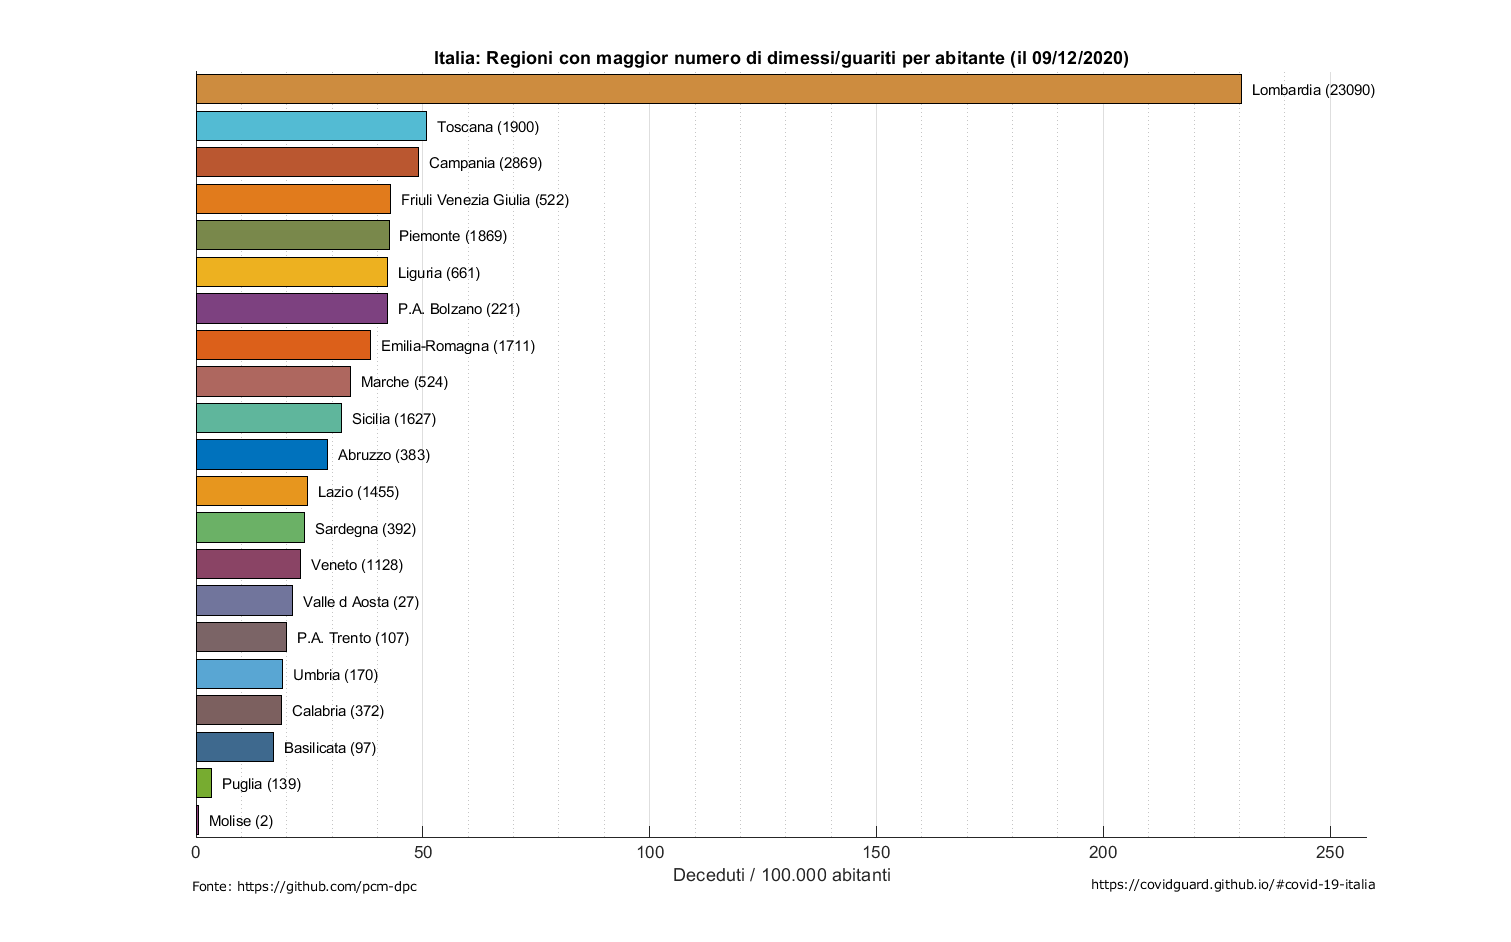 Italia: Regioni con maggior numero di dimessi/guariti per abitante (il 09/12/2020)
Lombardia (23090)
Toscana (1900)
Campania (2869)
Friuli Venezia Giulia (522)
Piemonte (1869)
Liguria (661)
P.A. Bolzano (221)
Emilia-Romagna (1711)
Marche (524)
Sicilia (1627)
Abruzzo (383)
Lazio (1455)
Sardegna (392)
Veneto (1128)
Valle d Aosta (27)
P.A. Trento (107)
Umbria (170)
Calabria (372)
Basilicata (97)
Puglia (139)
Molise (2)
0 50 100 150 200 250
Deceduti / 100.000 abitanti
Fonte: https://github.com/pcm-dpc
https://covidguard.github.io/#covid-19-italia